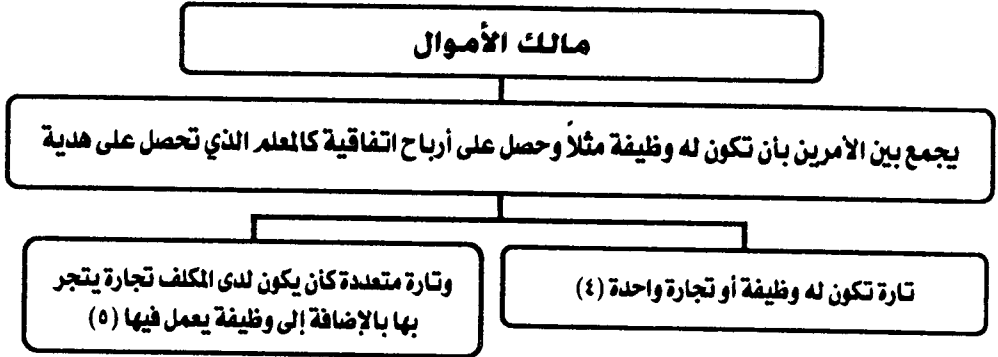 مالك الأموال
يجمع بين الأمرين بأن تكون له وظيفة مثلاً وحصل على أرباح اتفاقية كالمعلم الذي تحصل على هدية
تارة تكون له وظيفة أو تجارة واحدة (٤)
وتارة متعددة كأن يكون لدى المكلف تجارة يتجر
بها بالإضافة إلى وظيفة يعمل فيها (٥)